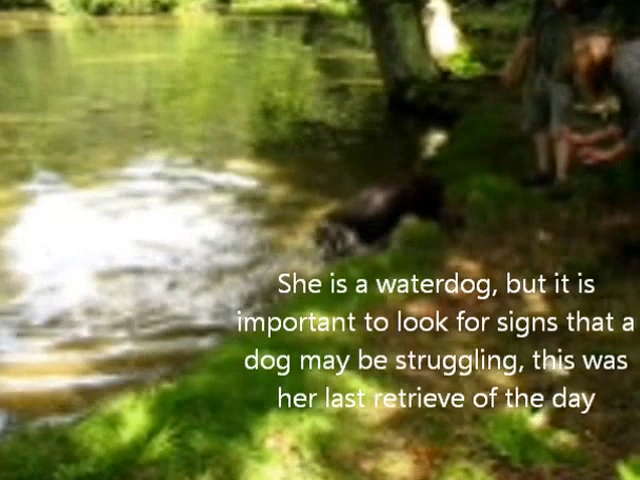 She is a waterdog, but it is
important to look for signs that a
dog may be struggling, this was
her last retrieve of the day